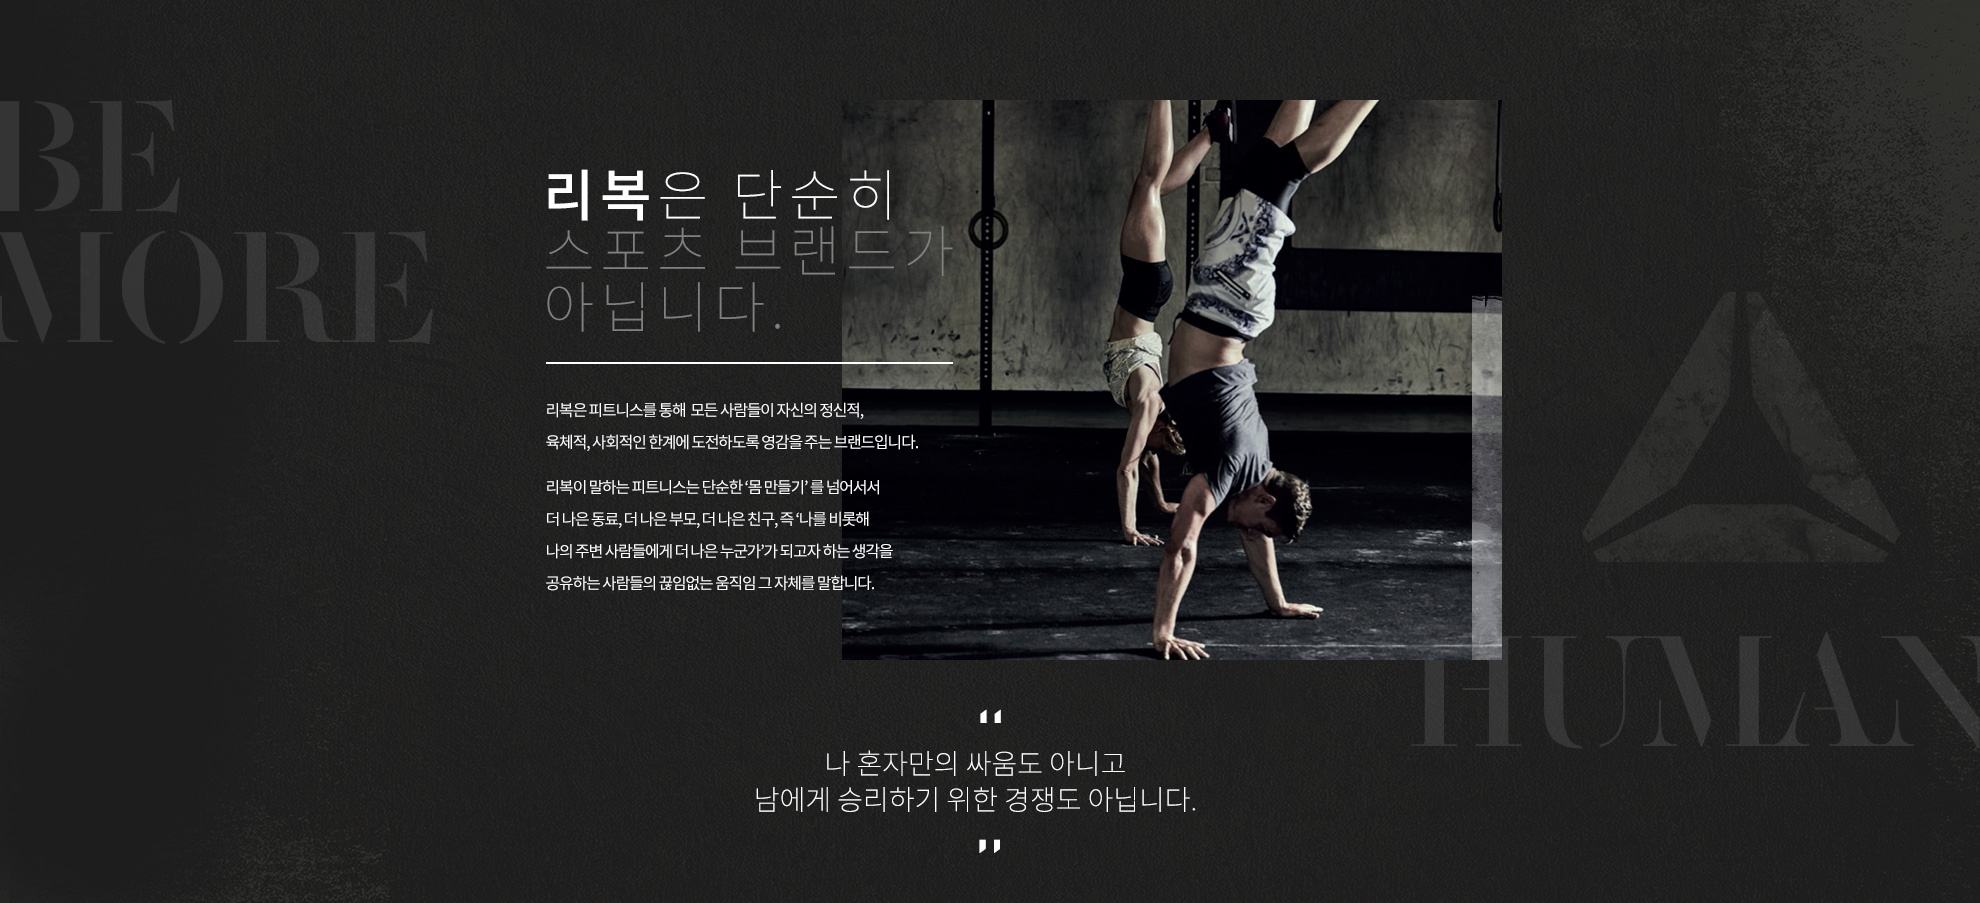 BE
MORE
리복은 단순히
스포츠 브랜드가
아닙니다.
리복은 피트니스를 통해 모든 사람들이 자신의 정신적,
육체적, 사회적인 한계에 도전하도록 영감을 주는 브랜드입니다.
리복이 말하는 피트니스는 단순한 ‘몸 만들기’ 를 넘어서서
더 나은 동료, 더 나은 부모, 더 나은 친구, 즉 ‘나를 비롯해
나의 주변 사람들에게 더 나은 누군가’가 되고자 하는 생각을
공유하는 사람들의 끊임없는 움직임 그 자체를 말합니다.
HUMAN
“
나 혼자만의 싸움도 아니고
남에게 승리하기 위한 경쟁도 아닙니다.
”